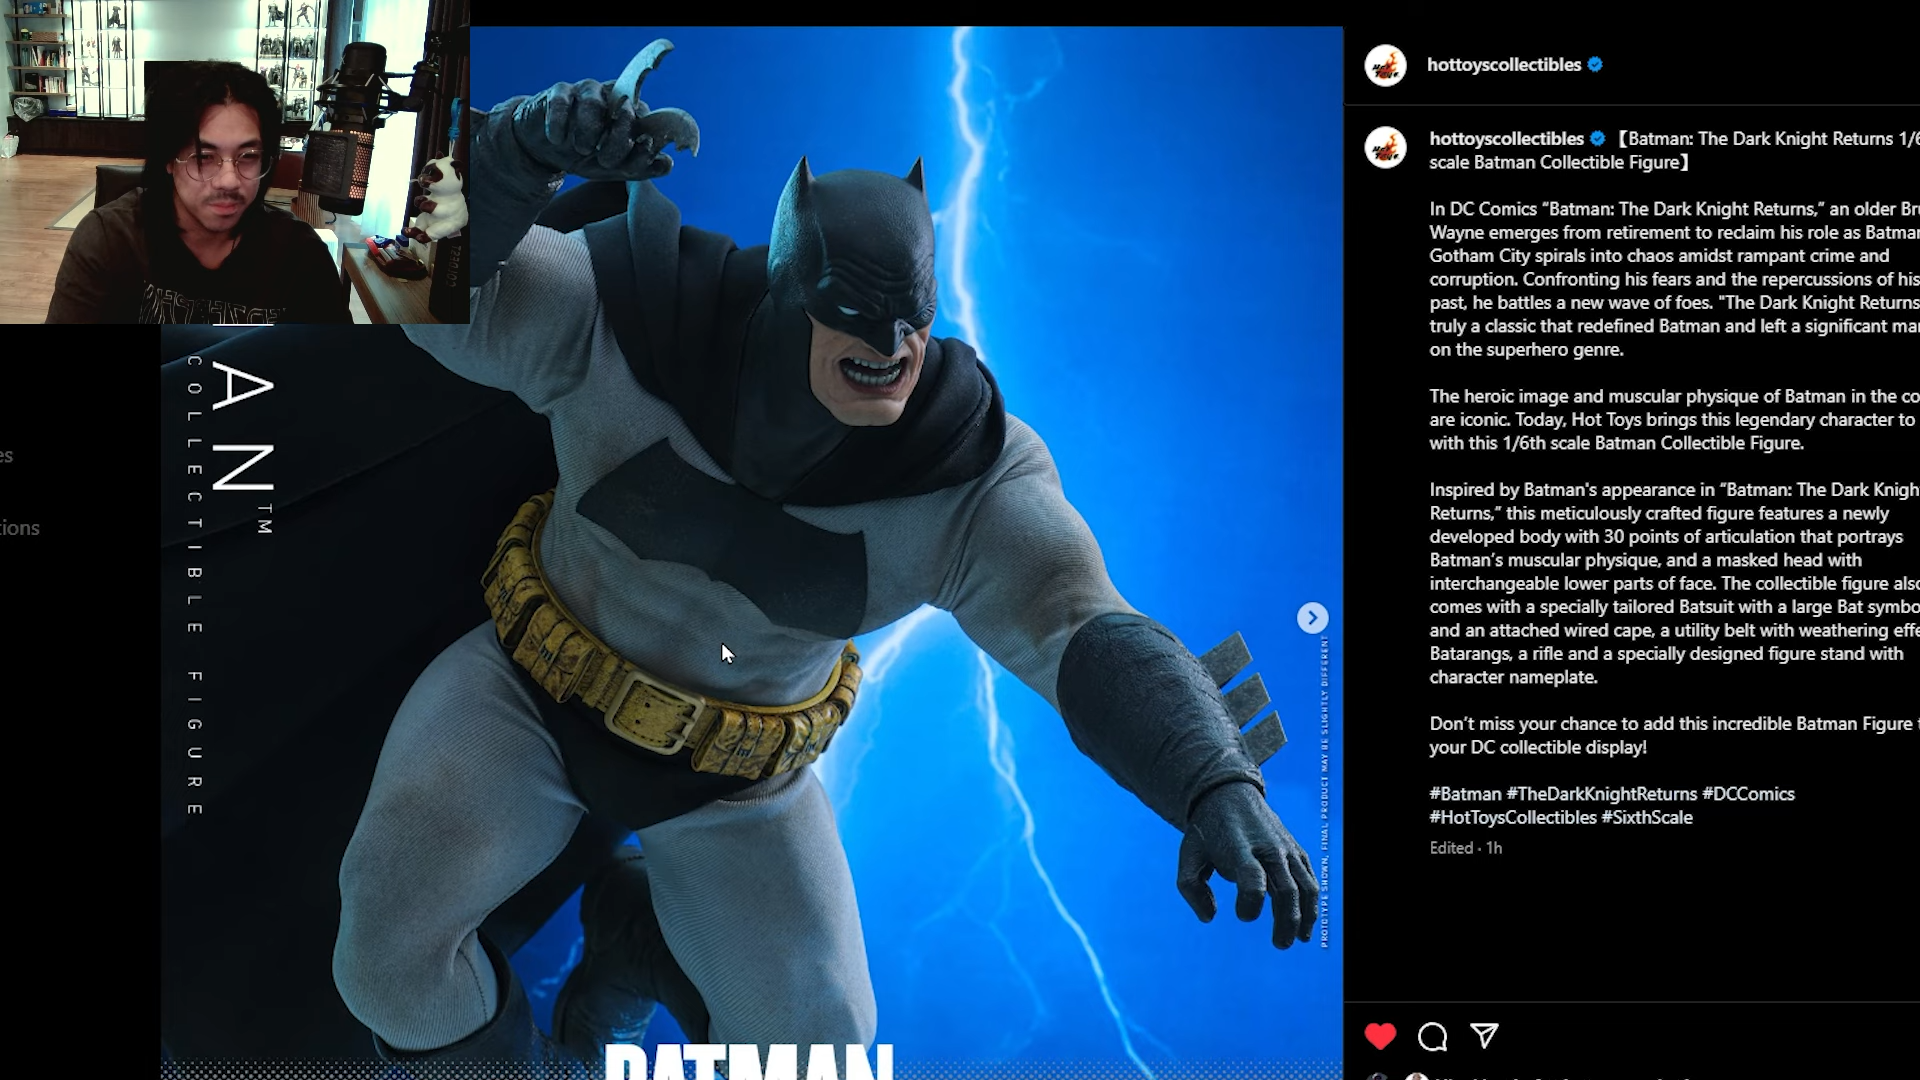 hottoyscollectibles
hottoyscollectibles 【Batman: The Dark Knight Returns 1/6
scale Batman Collectible Figure】
In DC Comics “Batman: The Dark Knight Returns,” an older Bru
Wayne emerges from retirement to reclaim his role as Batman
Gotham City spirals into chaos amidst rampant crime and
corruption. Confronting his fears and the repercussions of his
past, he battles a new wave of foes. "The Dark Knight Returns
truly a classic that redefined Batman and left a significant mar
on the superhero genre.
The heroic image and muscular physique of Batman in the co
are iconic. Today, Hot Toys brings this legendary character to
with this 1/6th scale Batman Collectible Figure.
Inspired by Batman's appearance in “Batman: The Dark Knigh
Returns,” this meticulously crafted figure features a newly
developed body with 30 points of articulation that portrays
Batman’s muscular physique, and a masked head with
interchangeable lower parts of face. The collectible figure also
comes with a specially tailored Batsuit with a large Bat symbo
and an attached wired cape, a utility belt with weathering effe
Batarangs, a rifle and a specially designed figure stand with
character nameplate.
Don’t miss your chance to add this incredible Batman Figure t
your DC collectible display!
#Batman #TheDarkKnightReturns #DCComics
#HotToysCollectibles #SixthScale
Edited · 1h
AN™
COLLECTIBLE FIGURE
es
tions
PROTOTYPE SHOWN, FINAL PRODUCT MAY BE SLIGHTLY DIFFERENT
BATMAN